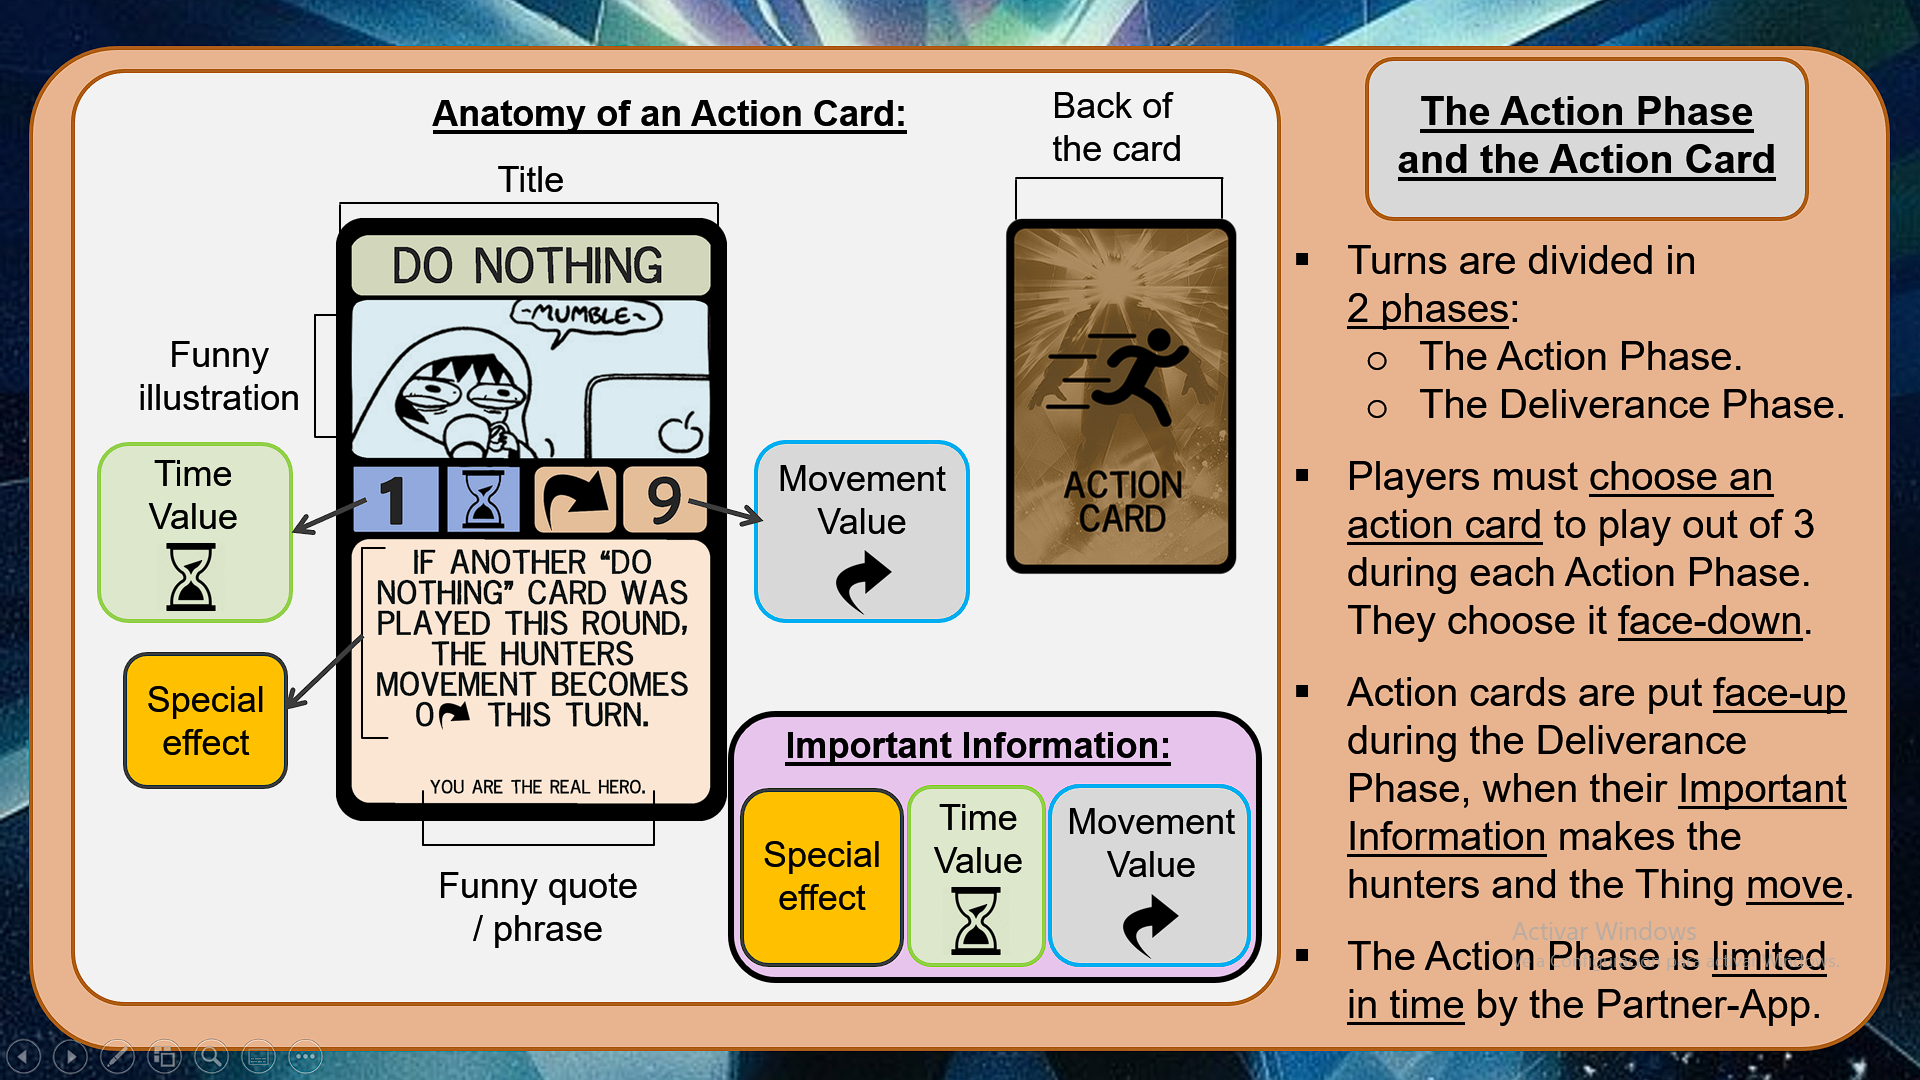 Anatomy of an Action Card:
Title
DO NOTHING
~MUMBLE~
Funny
illustration
Time
Value
1
9
Movement
Value
Special
effect
IF ANOTHER “DO
NOTHING” CARD WAS
PLAYED THIS ROUND,
THE HUNTERS
MOVEMENT BECOMES
0 THIS TURN.
YOU ARE THE REAL HERO.
Funny quote
/ phrase
Back of
the card
ACTION
CARD
Important Information:
Special
effect
Time
Value
Movement
Value
The Action Phase
and the Action Card
▪ Turns are divided in
2 phases:
o The Action Phase.
o The Deliverance Phase.
▪ Players must choose an
action card to play out of 3
during each Action Phase.
They choose it face-down.
▪ Action cards are put face-up
during the Deliverance
Phase, when their Important
Information makes the
hunters and the Thing move.
Activar Windows
▪ The Action Phase is limited
in time by the Partner-App.